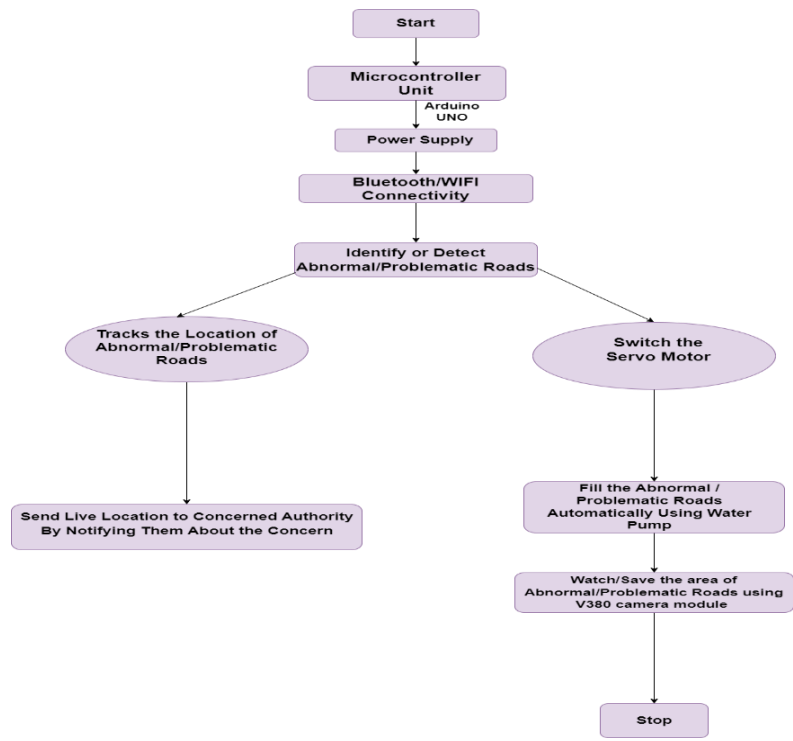 Start
Microcontroller
Unit
Arduino
UNO
Power Supply
Bluetooth/WIFI
Connectivity
Identify or Detect
Abnormal/Problematic Roads
Tracks the Location of
Abnormal/Problematic
Roads
Switch the
Servo Motor
Send Live Location to Concerned Authority
By Notifying Them About the Concern
Fill the Abnormal /
Problematic Roads
Automatically Using Water
Pump
Watch/Save the area of
Abnormal/Problematic Roads using
V380 camera module
Stop